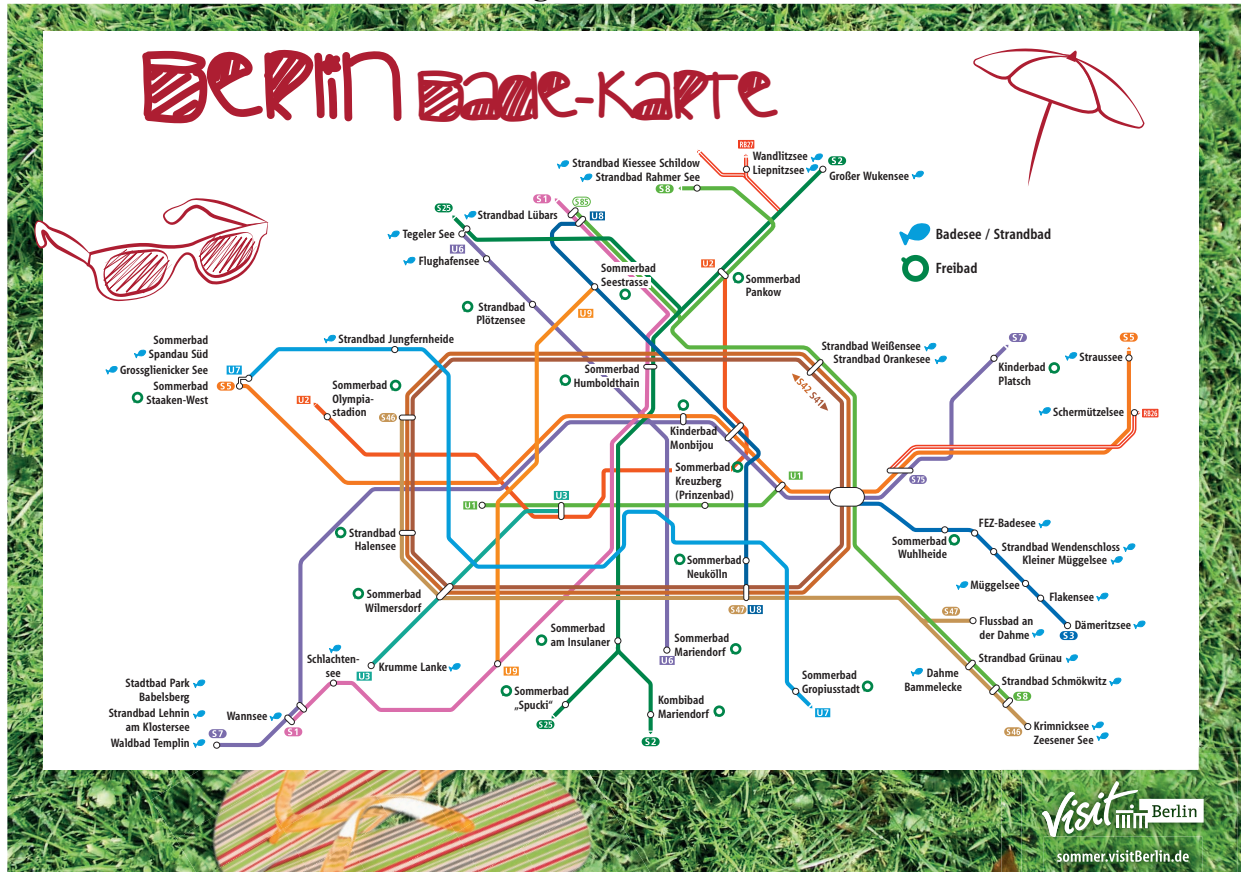 BERLIN BADE-KARTE
Strandbad Kiessee Schildow
Strandbad Rahmer See
S8
RB27
Wandlitzsee
Liepnitzsee
S2
Großer Wukensee
S1
S85
U8
S25
Strandbad Lübars
Tegeler See
U6
Flughafensee
Badesee / Strandbad
Freibad
Sommerbad
Seestrasse
U2
Sommerbad
Pankow
Strandbad
Plötzensee
U9
Sommerbad
Spandau Süd
Grossglienicker See
U7
Sommerbad
Staaken-West
S5
Strandbad Jungfernheide
Sommerbad
Olympia-
stadion
U2
S46
Sommerbad
Humboldthain
Strandbad Weißensee
Strandbad Orankesee
S42 S41
S7
Kinderbad
Platsch
S5
Straussee
Schermützelsee
RB26
Kinderbad
Monbijou
Sommerbad
Kreuzberg
(Prinzenbad)
U1
S75
U1
U3
Strandbad
Halensee
Sommerbad
Wilmersdorf
Sommerbad
Neukölln
S47
U8
Sommerbad
Wuhlheide
FEZ-Badesee
Strandbad Wendenschloss
Kleiner Müggelsee
Müggelsee
Flakensee
Dämeritzsee
S3
S47
Flussbad an
der Dahme
Strandbad Grünau
Dahme
Bammelecke
Strandbad Schmökwitz
S8
S46
Krimnicksee
Zeesener See
Sommerbad
am Insulaner
Sommerbad
Mariendorf
U6
Schlachten-
see
Krumme Lanke
U3
U9
Sommerbad
„Spucki“
S25
Kombibad
Mariendorf
S2
Sommerbad
Gropiusstadt
U7
Stadtbad Park
Babelsberg
Strandbad Lehnin
am Klostersee
Waldbad Templin
S7
Wannsee
S1
Visit Berlin
sommer.visitBerlin.de